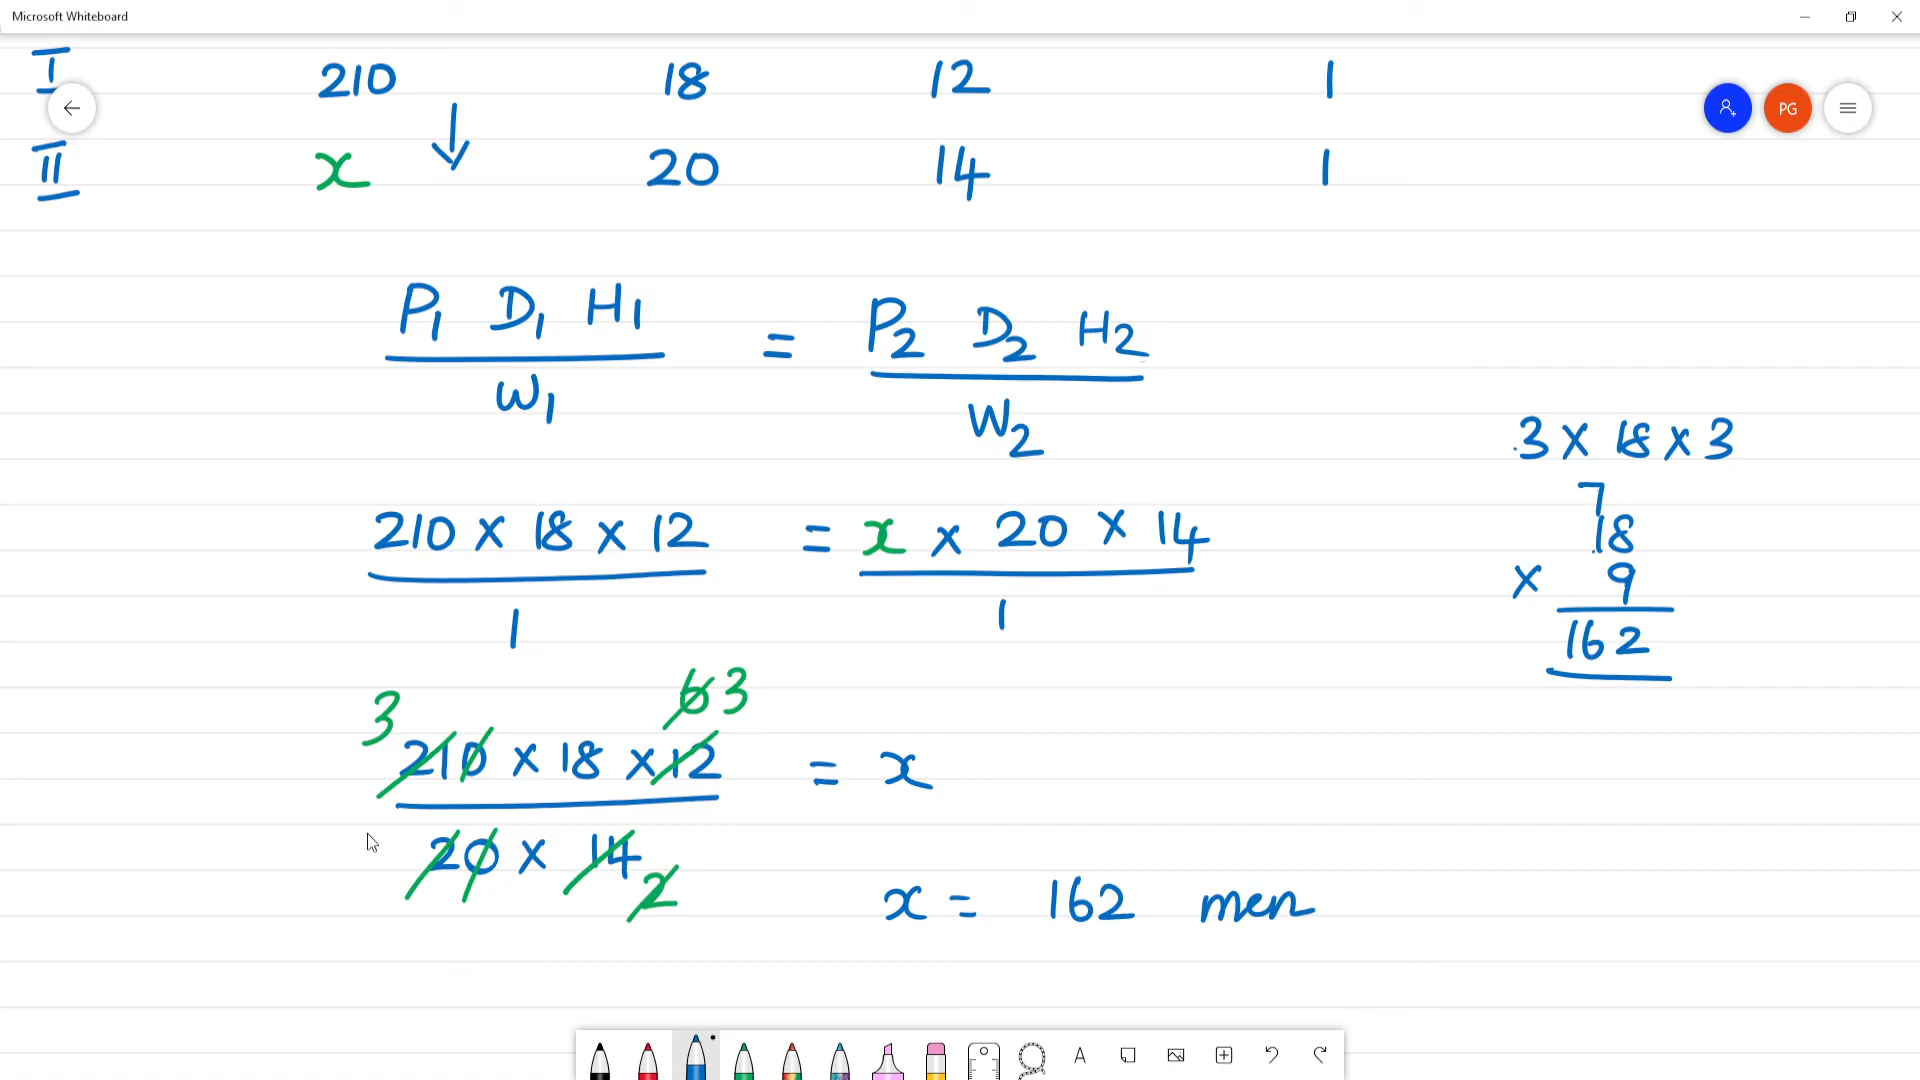 Microsoft Whiteboard
I 210 18 12 1
PG
II x 20 14 1
P1 D1 H1 = P2 D2 H2
W1 W2
3 x 18 x 3
7
18
x 9
162
210 x 18 x 12 = x x 20 x 14
1 1
3 6 3
210 x 18 x 12 = x
20 x 14 2
x = 162 men
A